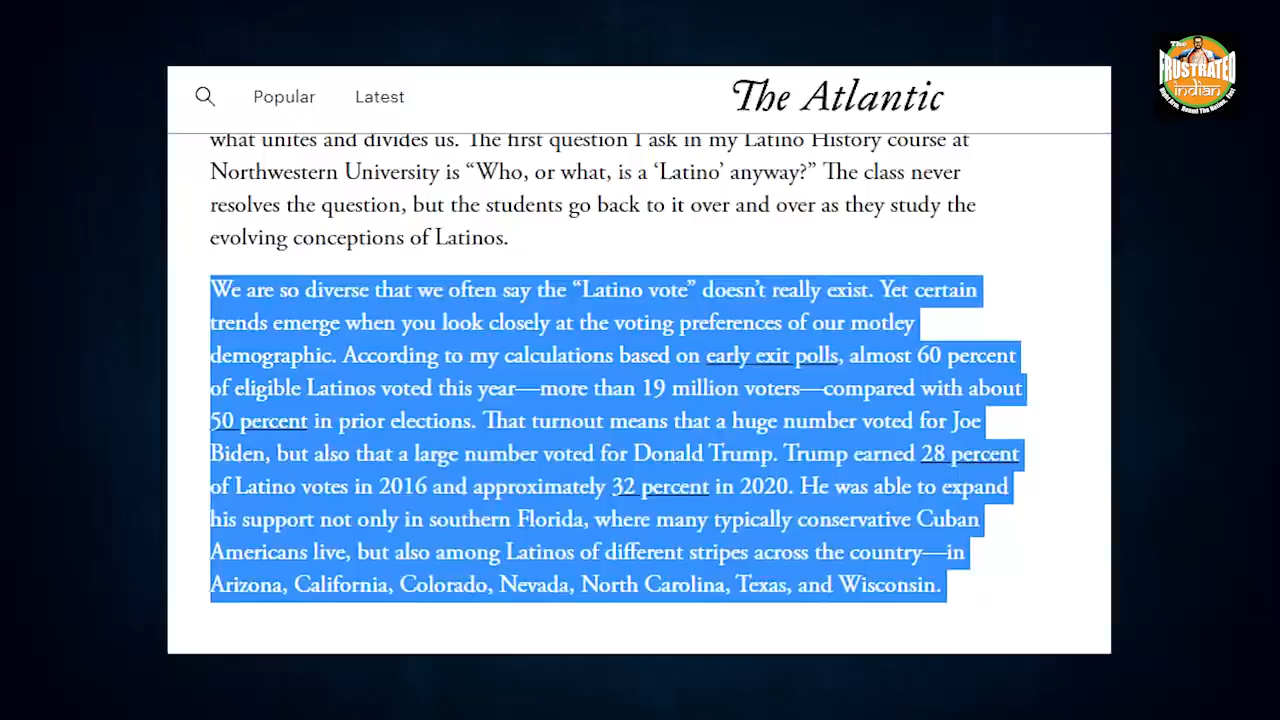 The
FRUSTRATED
indian
Popular
Latest
The Atlantic
what unites and divides us. The first question I ask in my Latino History course at
Northwestern University is “Who, or what, is a ‘Latino’ anyway?” The class never
resolves the question, but the students go back to it over and over as they study the
evolving conceptions of Latinos.
We are so diverse that we often say the “Latino vote” doesn’t really exist. Yet certain
trends emerge when you look closely at the voting preferences of our motley
demographic. According to my calculations based on early exit polls, almost 60 percent
of eligible Latinos voted this year—more than 19 million voters—compared with about
50 percent in prior elections. That turnout means that a huge number voted for Joe
Biden, but also that a large number voted for Donald Trump. Trump earned 28 percent
of Latino votes in 2016 and approximately 32 percent in 2020. He was able to expand
his support not only in southern Florida, where many typically conservative Cuban
Americans live, but also among Latinos of different stripes across the country—in
Arizona, California, Colorado, Nevada, North Carolina, Texas, and Wisconsin.